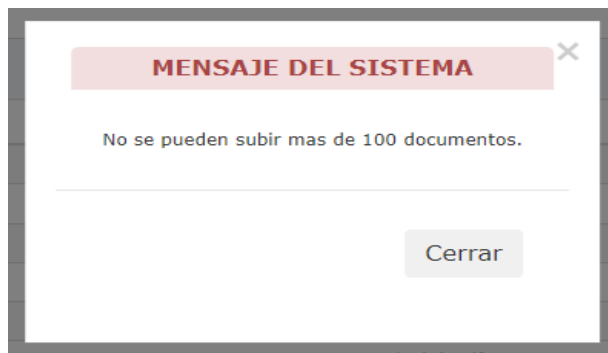 MENSAJE DEL SISTEMA
No se pueden subir mas de 100 documentos.
Cerrar